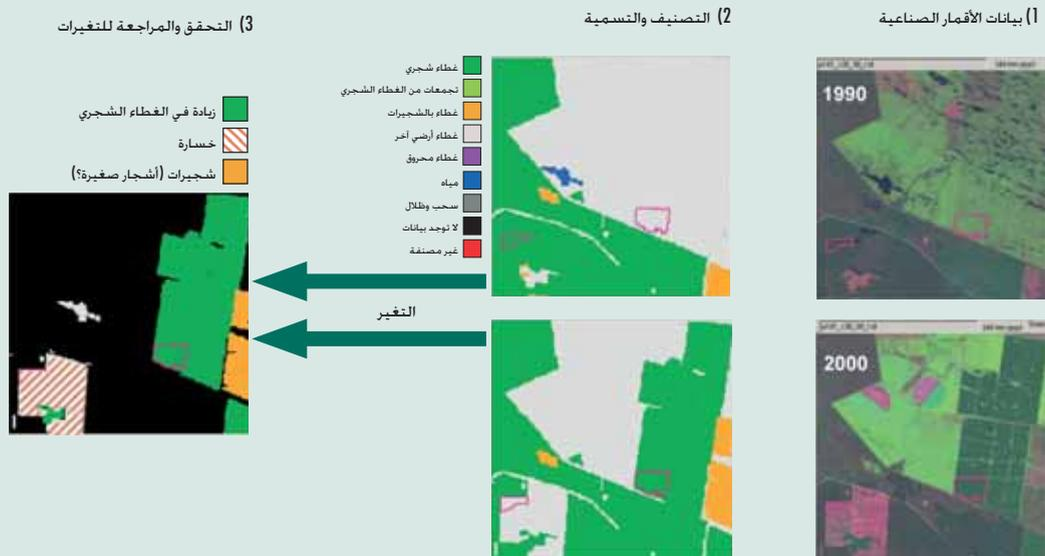 1) بيانات الأقمار الصناعية
1990
2000
2) التصنيف والتسمية
غطاء شجري
تجمعات من الغطاء الشجري
غطاء بالشجيرات
غطاء أرضي آخر
غطاء محروق
مياه
سحب وظلال
لا توجد بيانات
غير مصنفة
التغير
3) التحقق والمراجعة للتغيرات
زيادة في الغطاء الشجري
خسارة
شجيرات (أشجار صغيرة؟)